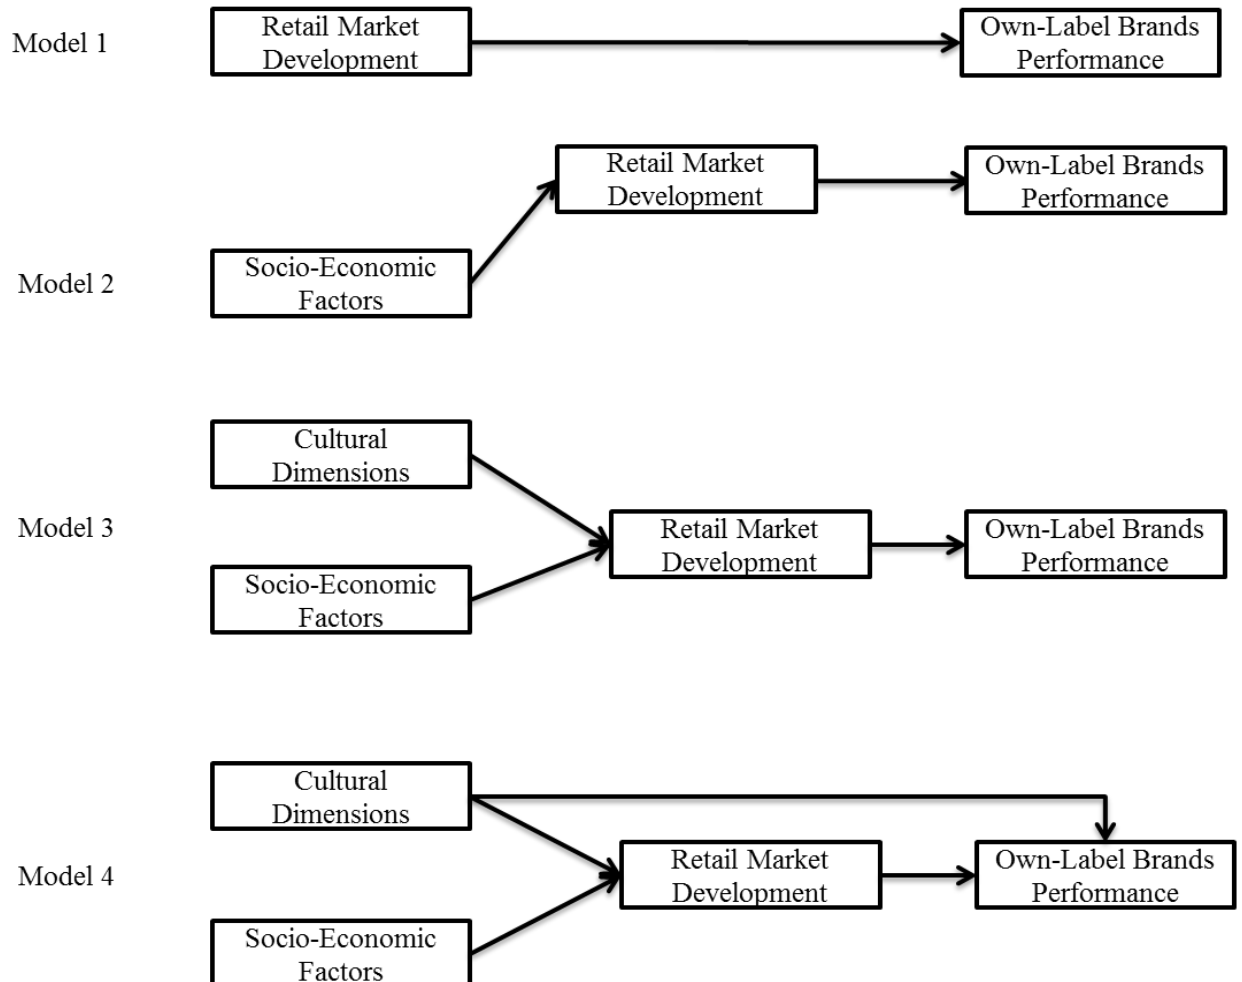 Model 1
Retail Market
Development
Own-Label Brands
Performance
Model 2
Retail Market
Development
Own-Label Brands
Performance
Socio-Economic
Factors
Model 3
Cultural
Dimensions
Socio-Economic
Factors
Retail Market
Development
Own-Label Brands
Performance
Model 4
Cultural
Dimensions
Retail Market
Development
Own-Label Brands
Performance
Socio-Economic
Factors